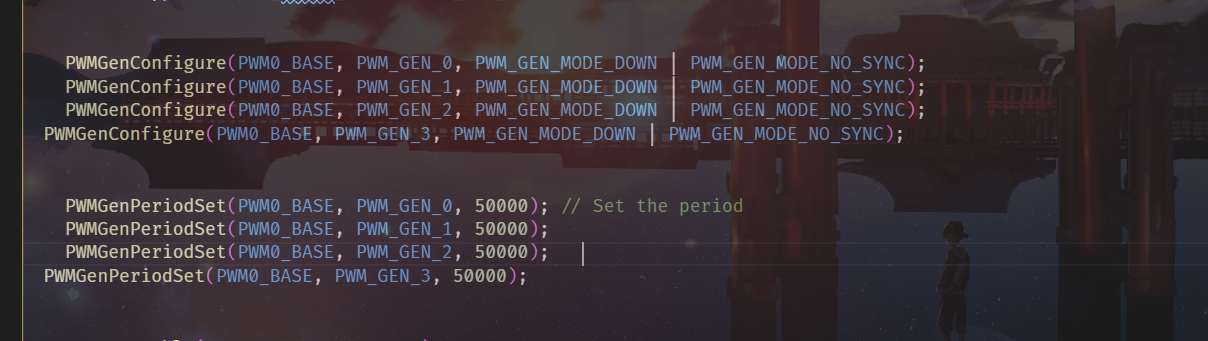 PWMGenConfigure(PWM0_BASE, PWM_GEN_0, PWM_GEN_MODE_DOWN | PWM_GEN_MODE_NO_SYNC);
PWMGenConfigure(PWM0_BASE, PWM_GEN_1, PWM_GEN_MODE_DOWN | PWM_GEN_MODE_NO_SYNC);
PWMGenConfigure(PWM0_BASE, PWM_GEN_2, PWM_GEN_MODE_DOWN | PWM_GEN_MODE_NO_SYNC);
PWMGenConfigure(PWM0_BASE, PWM_GEN_3, PWM_GEN_MODE_DOWN | PWM_GEN_MODE_NO_SYNC);
PWMGenPeriodSet(PWM0_BASE, PWM_GEN_0, 50000); // Set the period
PWMGenPeriodSet(PWM0_BASE, PWM_GEN_1, 50000);
PWMGenPeriodSet(PWM0_BASE, PWM_GEN_2, 50000);
PWMGenPeriodSet(PWM0_BASE, PWM_GEN_3, 50000);